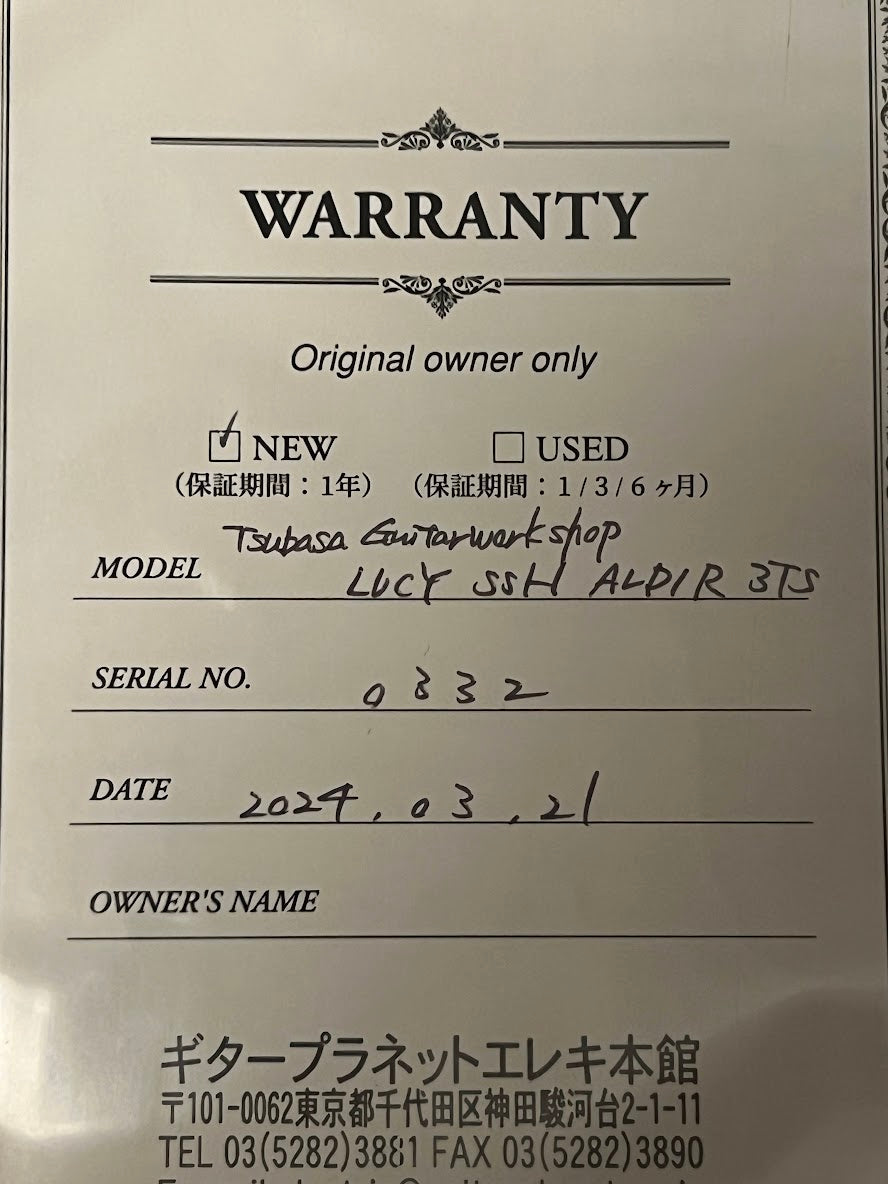 WARRANTY
Original owner only
☑ NEW ☐ USED
(保証期間：1年) (保証期間：1/3/6ヶ月)
Tsubasa Guitarworkshop
MODEL LUCY SSH ALDIR 3TS
SERIAL NO. 0332
DATE 2024.03.21
OWNER'S NAME
ギタープラネットエレキ本館
〒101-0062東京都千代田区神田駿河台2-1-11
TEL 03(5282)3881 FAX 03(5282)3890